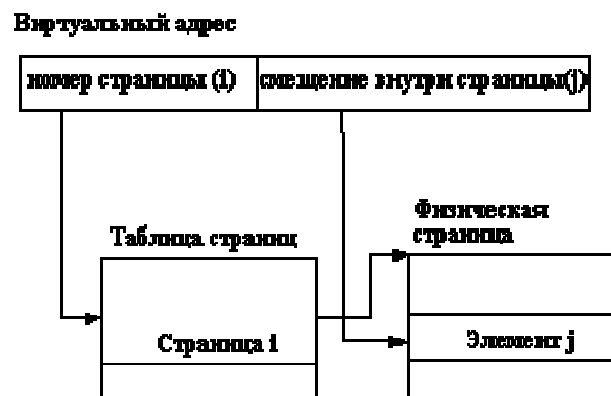 Виртуальный адрес
номер страницы (i) смещение внутри страницы(j)
Физическая
страница
Таблица страниц
Страница i
Элемент j